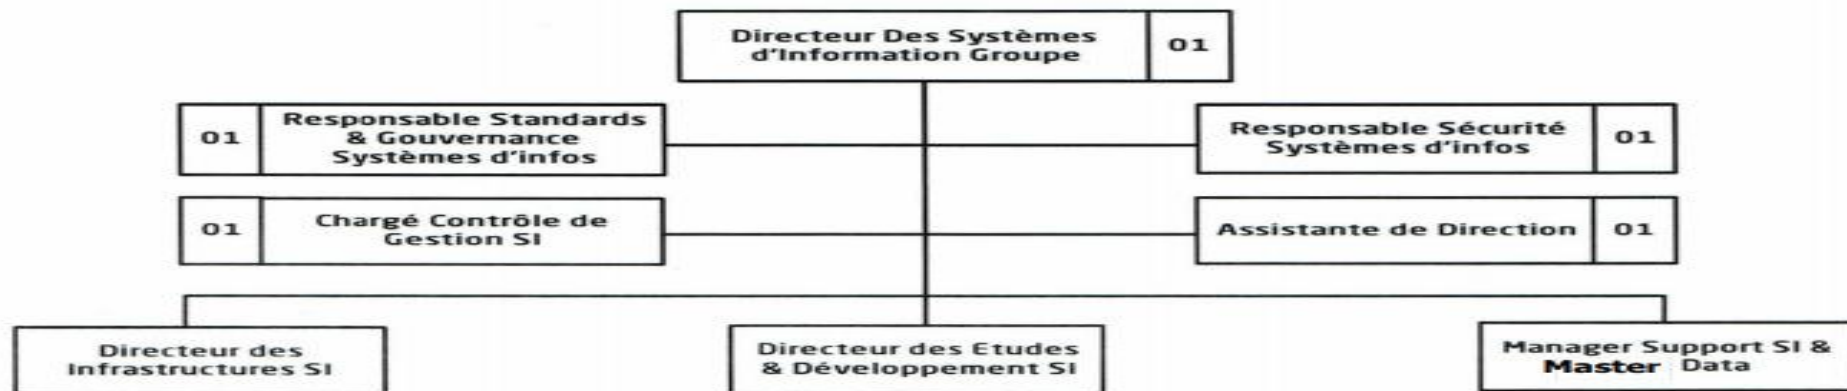 Directeur Des Systèmes
d'Information Groupe
01
01
Responsable Standards
& Gouvernance
Systèmes d'infos
Responsable Sécurité
Systèmes d'infos
01
01
Chargé Contrôle de
Gestion SI
Assistante de Direction
01
Directeur des
Infrastructures SI
Directeur des Etudes
& Développement SI
Manager Support SI &
Master Data